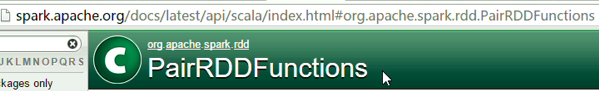 spark.apache.org/docs/latest/api/scala/index.html#org.apache.spark.rdd.PairRDDFunctions
org.apache.spark.rdd
C
PairRDDFunctions
JKLMNOPQRS
ckages only